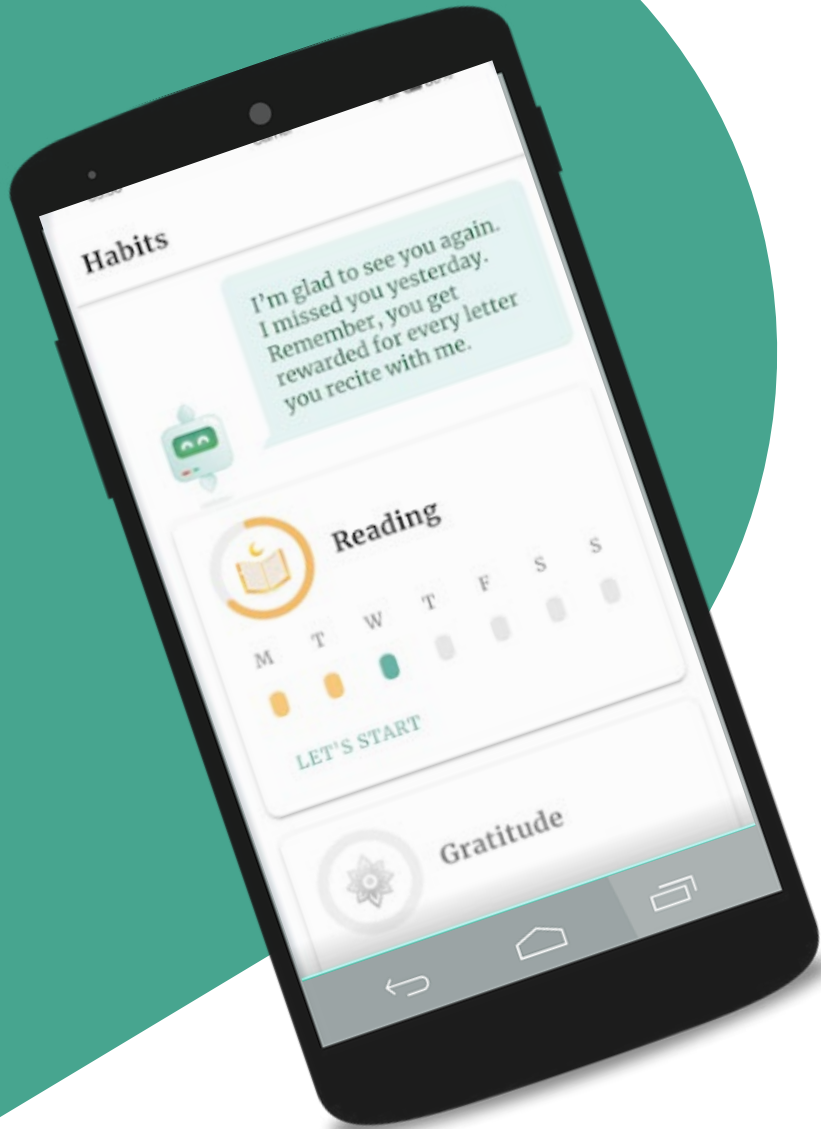 Habits
I'm glad to see you again.
I missed you yesterday.
Remember, you get
rewarded for every letter
you recite with me.
Reading
M T W T F S S
LET'S START
Gratitude